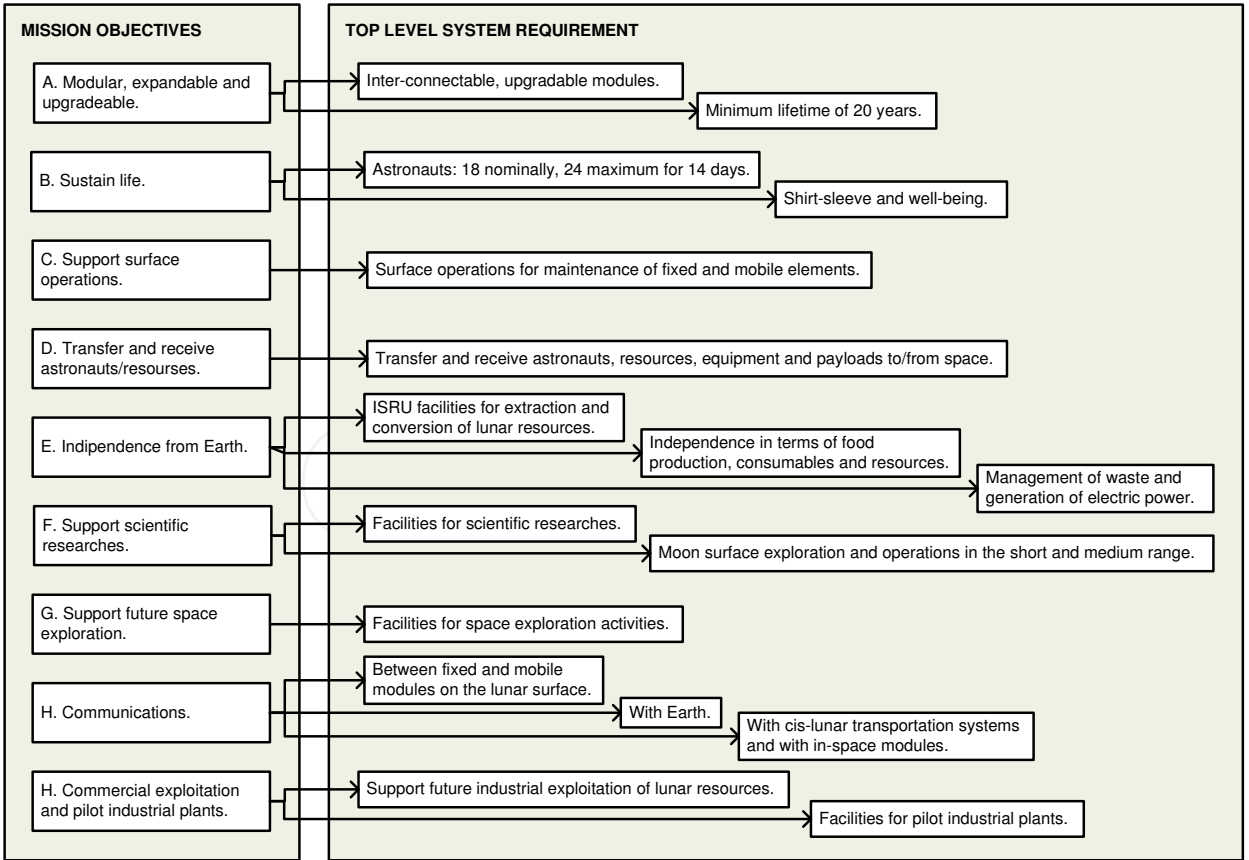 MISSION OBJECTIVES
TOP LEVEL SYSTEM REQUIREMENT
A. Modular, expandable and
upgradeable.
Inter-connectable, upgradable modules.
Minimum lifetime of 20 years.
B. Sustain life.
Astronauts: 18 nominally, 24 maximum for 14 days.
Shirt-sleeve and well-being.
C. Support surface
operations.
Surface operations for maintenance of fixed and mobile elements.
D. Transfer and receive
astronauts/resourses.
Transfer and receive astronauts, resources, equipment and payloads to/from space.
E. Indipendence from Earth.
ISRU facilities for extraction and
conversion of lunar resources.
Independence in terms of food
production, consumables and resources.
Management of waste and
generation of electric power.
F. Support scientific
researches.
Facilities for scientific researches.
Moon surface exploration and operations in the short and medium range.
G. Support future space
exploration.
Facilities for space exploration activities.
H. Communications.
Between fixed and mobile
modules on the lunar surface.
With Earth.
With cis-lunar transportation systems
and with in-space modules.
H. Commercial exploitation
and pilot industrial plants.
Support future industrial exploitation of lunar resources.
Facilities for pilot industrial plants.